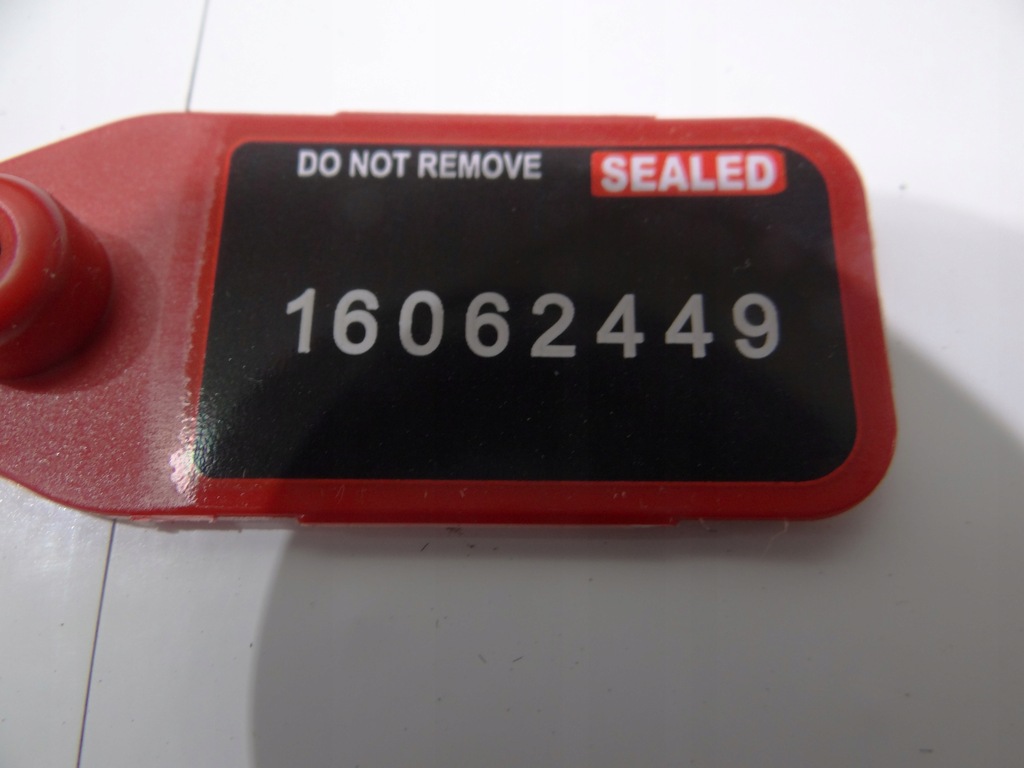 DO NOT REMOVE SEALED
16062449